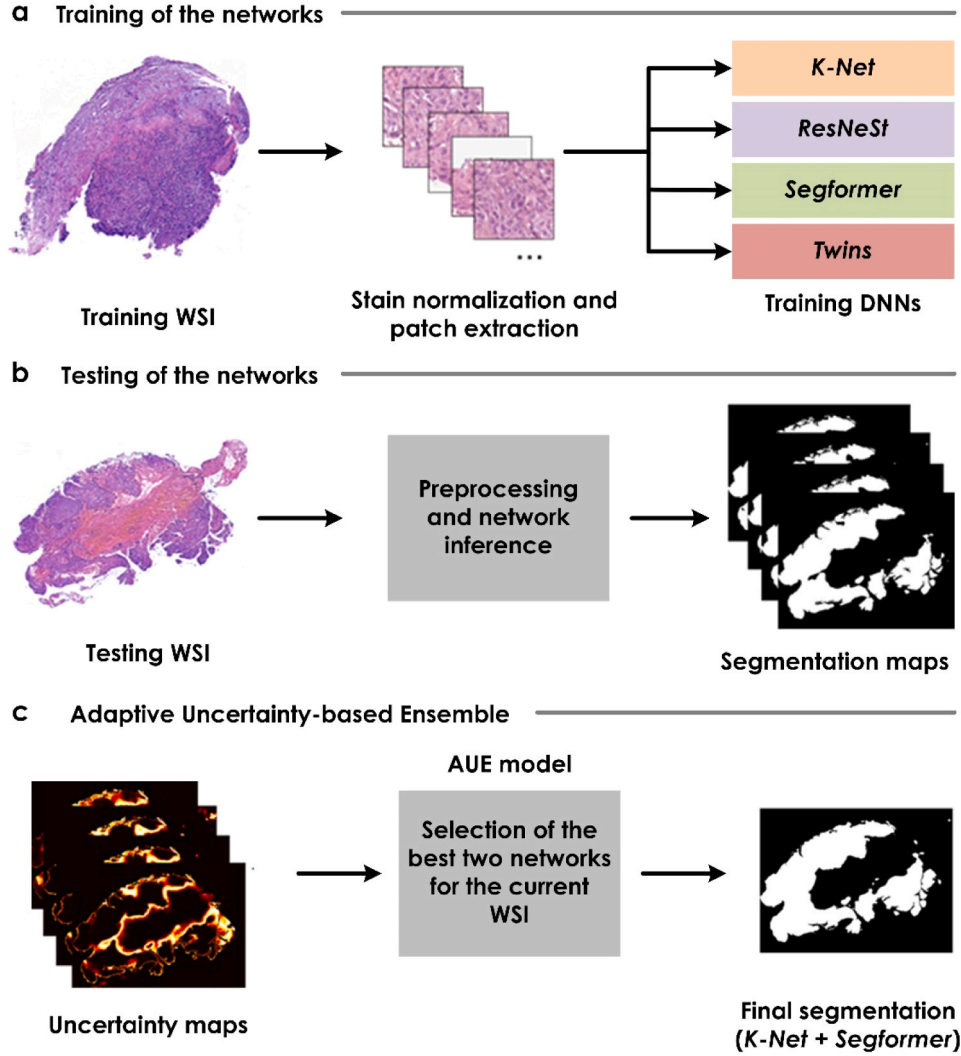 a Training of the networks
K-Net
ResNeSt
Segformer
Twins
...
Training WSI
Stain normalization and
patch extraction
Training DNNs
b Testing of the networks
Preprocessing
and network
inference
Testing WSI
Segmentation maps
c Adaptive Uncertainty-based Ensemble
AUE model
Selection of the
best two networks
for the current
WSI
Uncertainty maps
Final segmentation
(K-Net + Segformer)